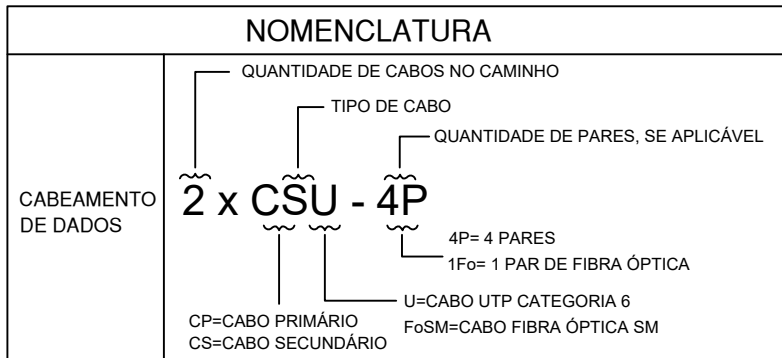 NOMENCLATURA
QUANTIDADE DE CABOS NO CAMINHO
TIPO DE CABO
QUANTIDADE DE PARES, SE APLICÁVEL
CABEAMENTO
DE DADOS
2 x CSU - 4P
4P= 4 PARES
1Fo= 1 PAR DE FIBRA ÓPTICA
U=CABO UTP CATEGORIA 6
FoSM=CABO FIBRA ÓPTICA SM
CP=CABO PRIMÁRIO
CS=CABO SECUNDÁRIO